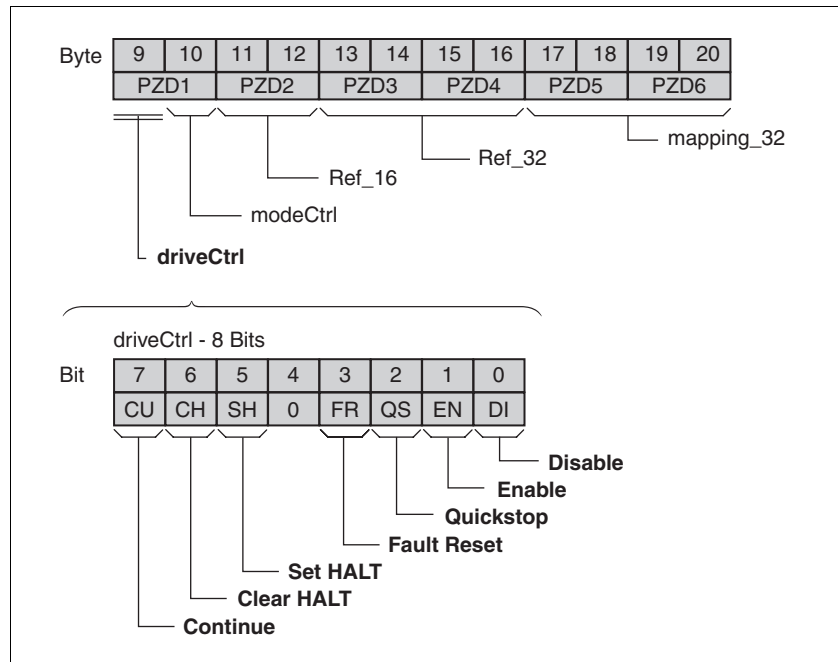 Byte 9 10 11 12 13 14 15 16 17 18 19 20
PZD1 PZD2 PZD3 PZD4 PZD5 PZD6
mapping_32
Ref_32
Ref_16
modeCtrl
driveCtrl
driveCtrl - 8 Bits
Bit 7 6 5 4 3 2 1 0
CU CH SH 0 FR QS EN DI
Disable
Enable
Quickstop
Fault Reset
Set HALT
Clear HALT
Continue